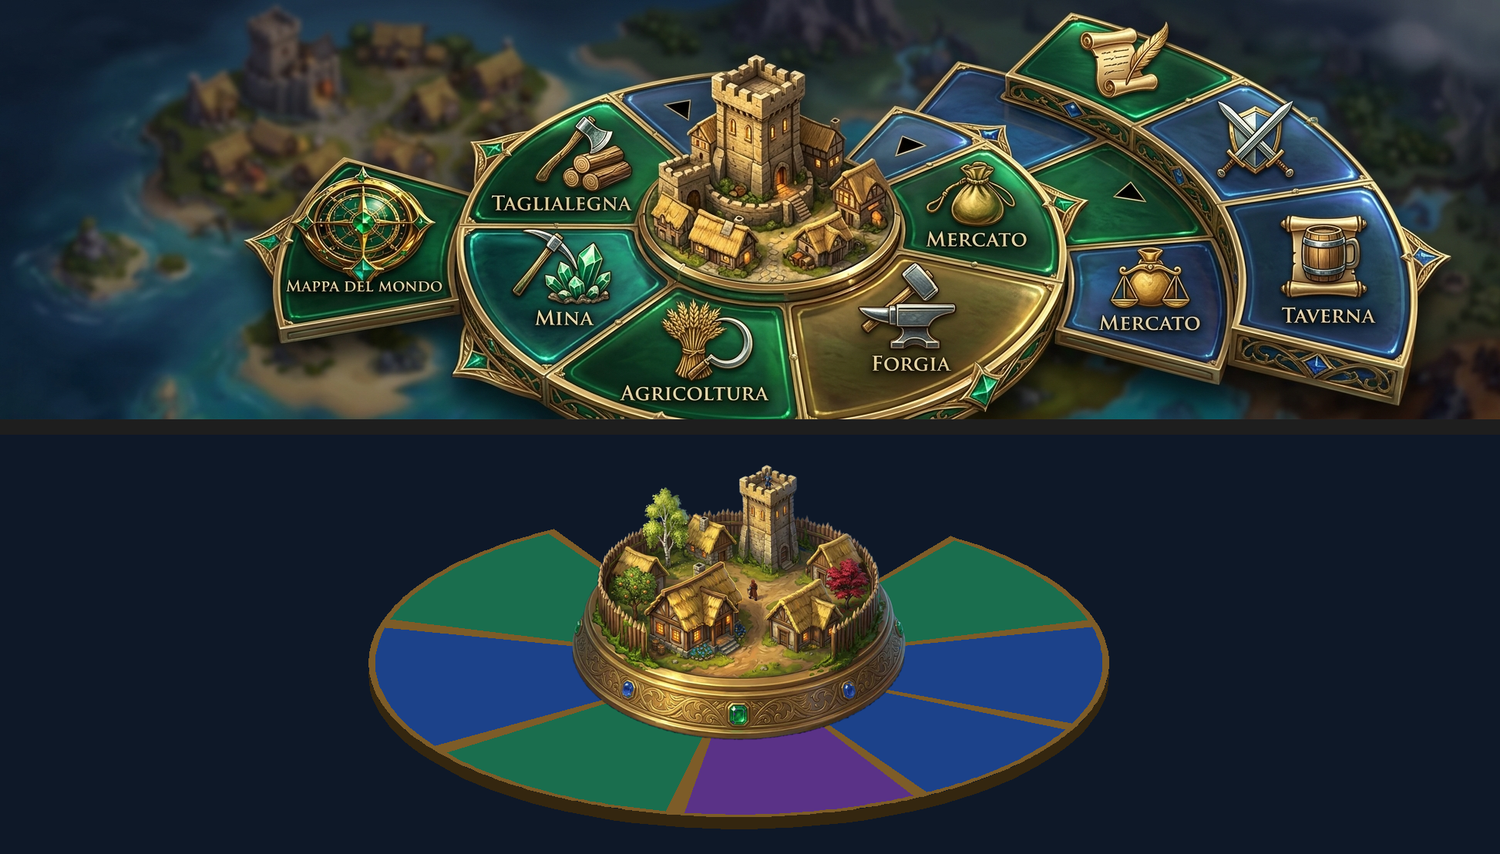 TAGLIALEGNA
MERCATO
MAPPA DEL MONDO
MINA
FORGIA
AGRICOLTURA
MERCATO
TAVERNA